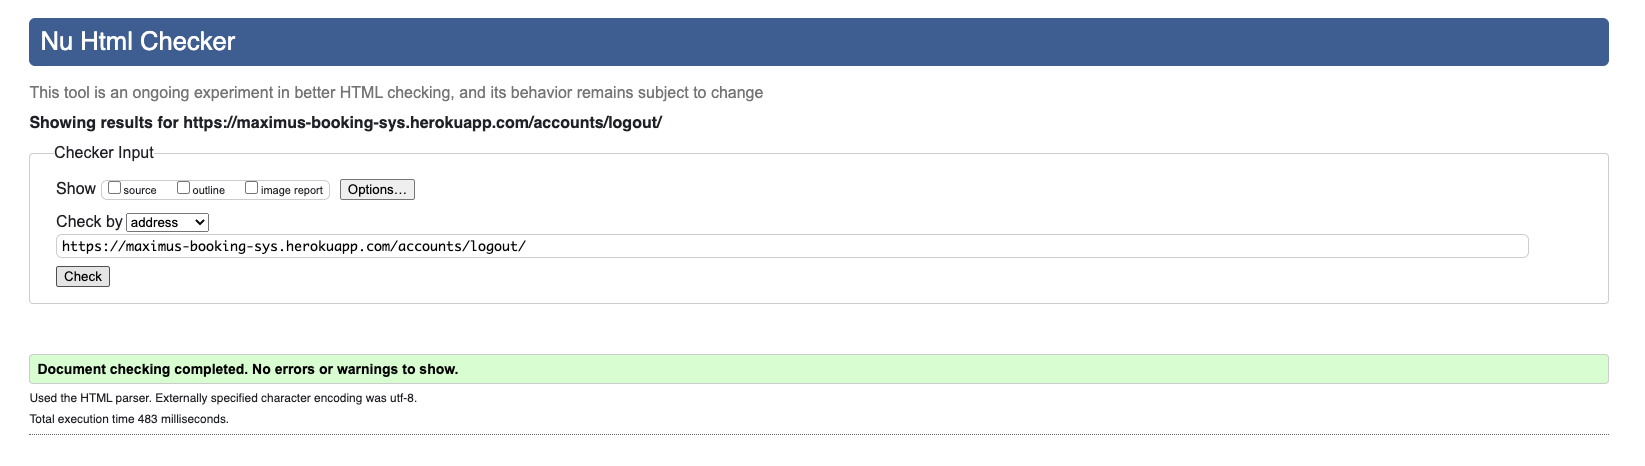 Nu Html Checker
This tool is an ongoing experiment in better HTML checking, and its behavior remains subject to change
Showing results for https://maximus-booking-sys.herokuapp.com/accounts/logout/
Checker Input
Show source outline image report Options...
Check by address
https://maximus-booking-sys.herokuapp.com/accounts/logout/
Check
Document checking completed. No errors or warnings to show.
Used the HTML parser. Externally specified character encoding was utf-8.
Total execution time 483 milliseconds.